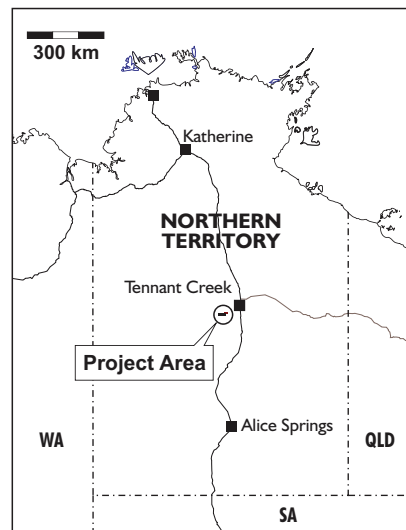 300 km
Katherine
NORTHERN
TERRITORY
Tennant Creek
Project Area
WA
Alice Springs
QLD
SA